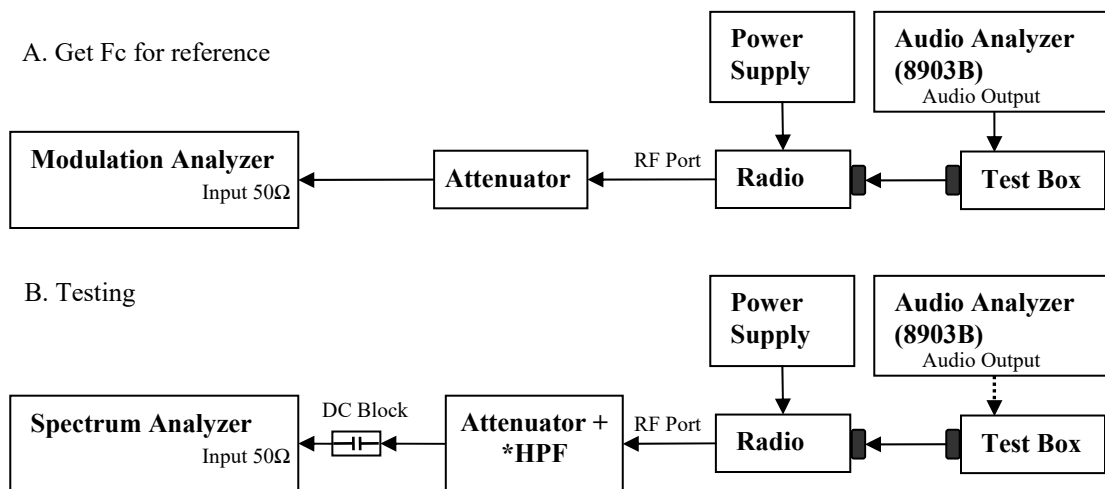 A. Get Fc for reference
Power
Supply
Audio Analyzer
(8903B)
Audio Output
Modulation Analyzer
Input 50Ω
Attenuator
RF Port
Radio
Test Box
B. Testing
Power
Supply
Audio Analyzer
(8903B)
Audio Output
Spectrum Analyzer
Input 50Ω
DC Block
Attenuator +
*HPF
RF Port
Radio
Test Box